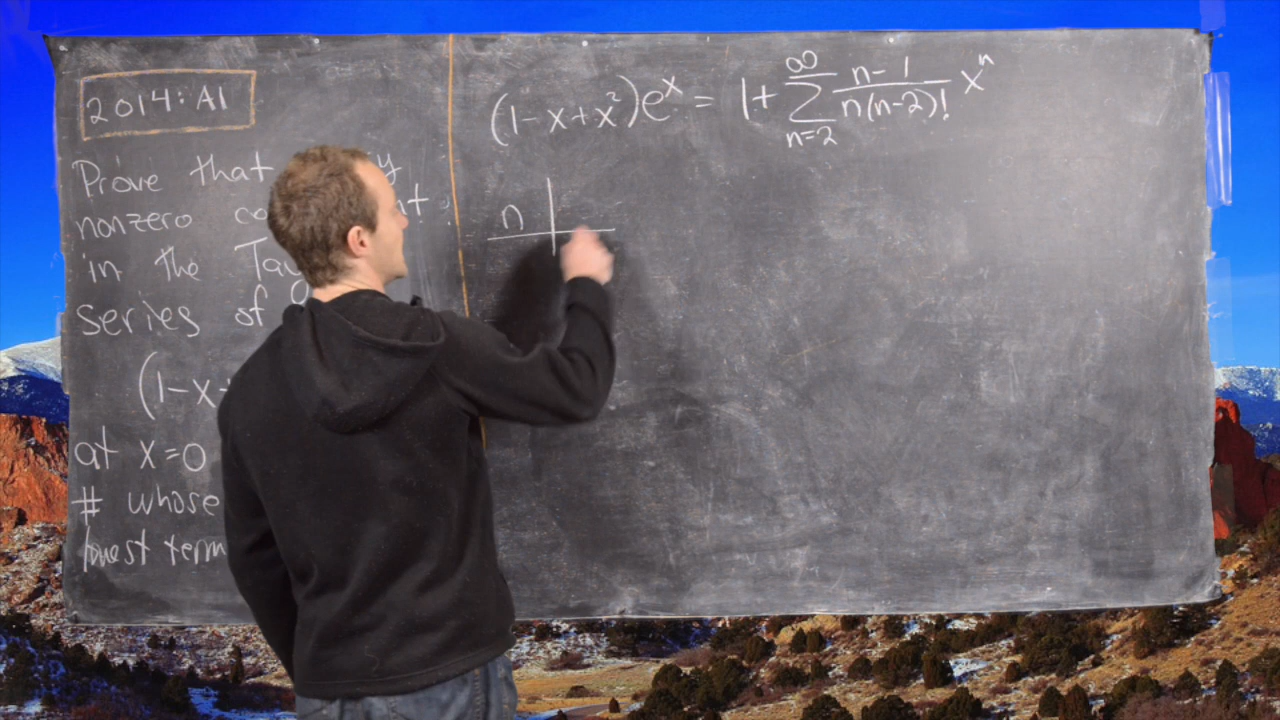 2014: A1
Prove that
nonzero
in the
series of
(1-x
at x=0
# whose
lowest term
(1-x+x²)eˣ = 1+ ∞∑n=2 n-1/n(n-2)! xⁿ
n